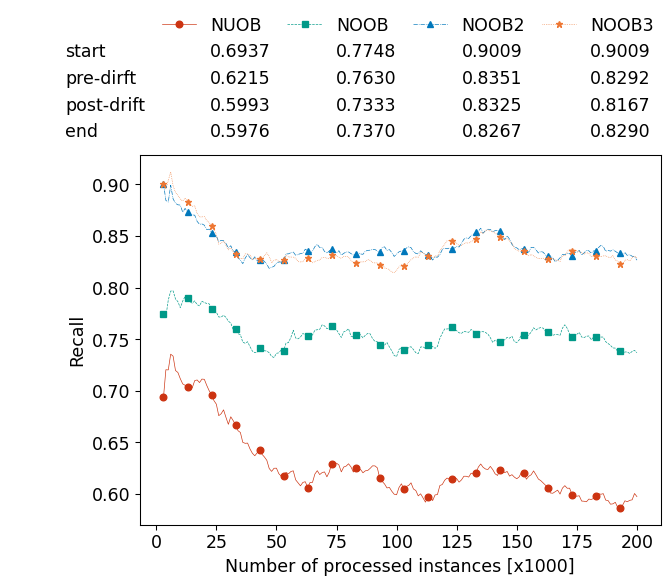 NUOB NOOB NOOB2 NOOB3
start 0.6937 0.7748 0.9009 0.9009
pre-dirft 0.6215 0.7630 0.8351 0.8292
post-drift 0.5993 0.7333 0.8325 0.8167
end 0.5976 0.7370 0.8267 0.8290
0.90
0.85
0.80
0.75
0.70
0.65
0.60
Recall
0 25 50 75 100 125 150 175 200
Number of processed instances [x1000]